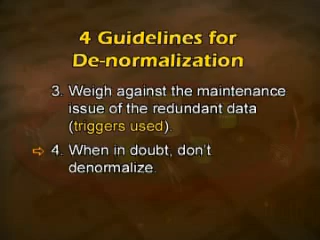 4 Guidelines for
De-normalization
3. Weigh against the maintenance
issue of the redundant data
(triggers used).
4. When in doubt, don't
denormalize.